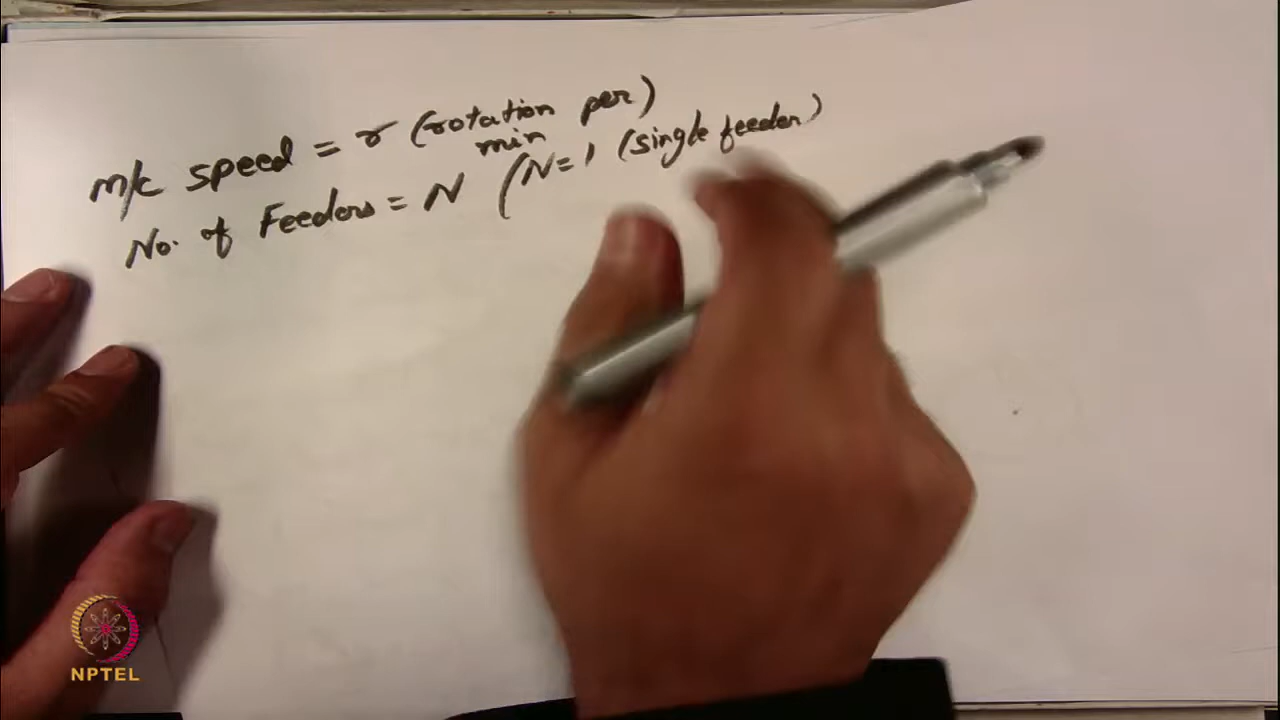 m/c speed = r (rotation per)
min
No. of Feeders = N (N=1 (single feeder)
NPTEL